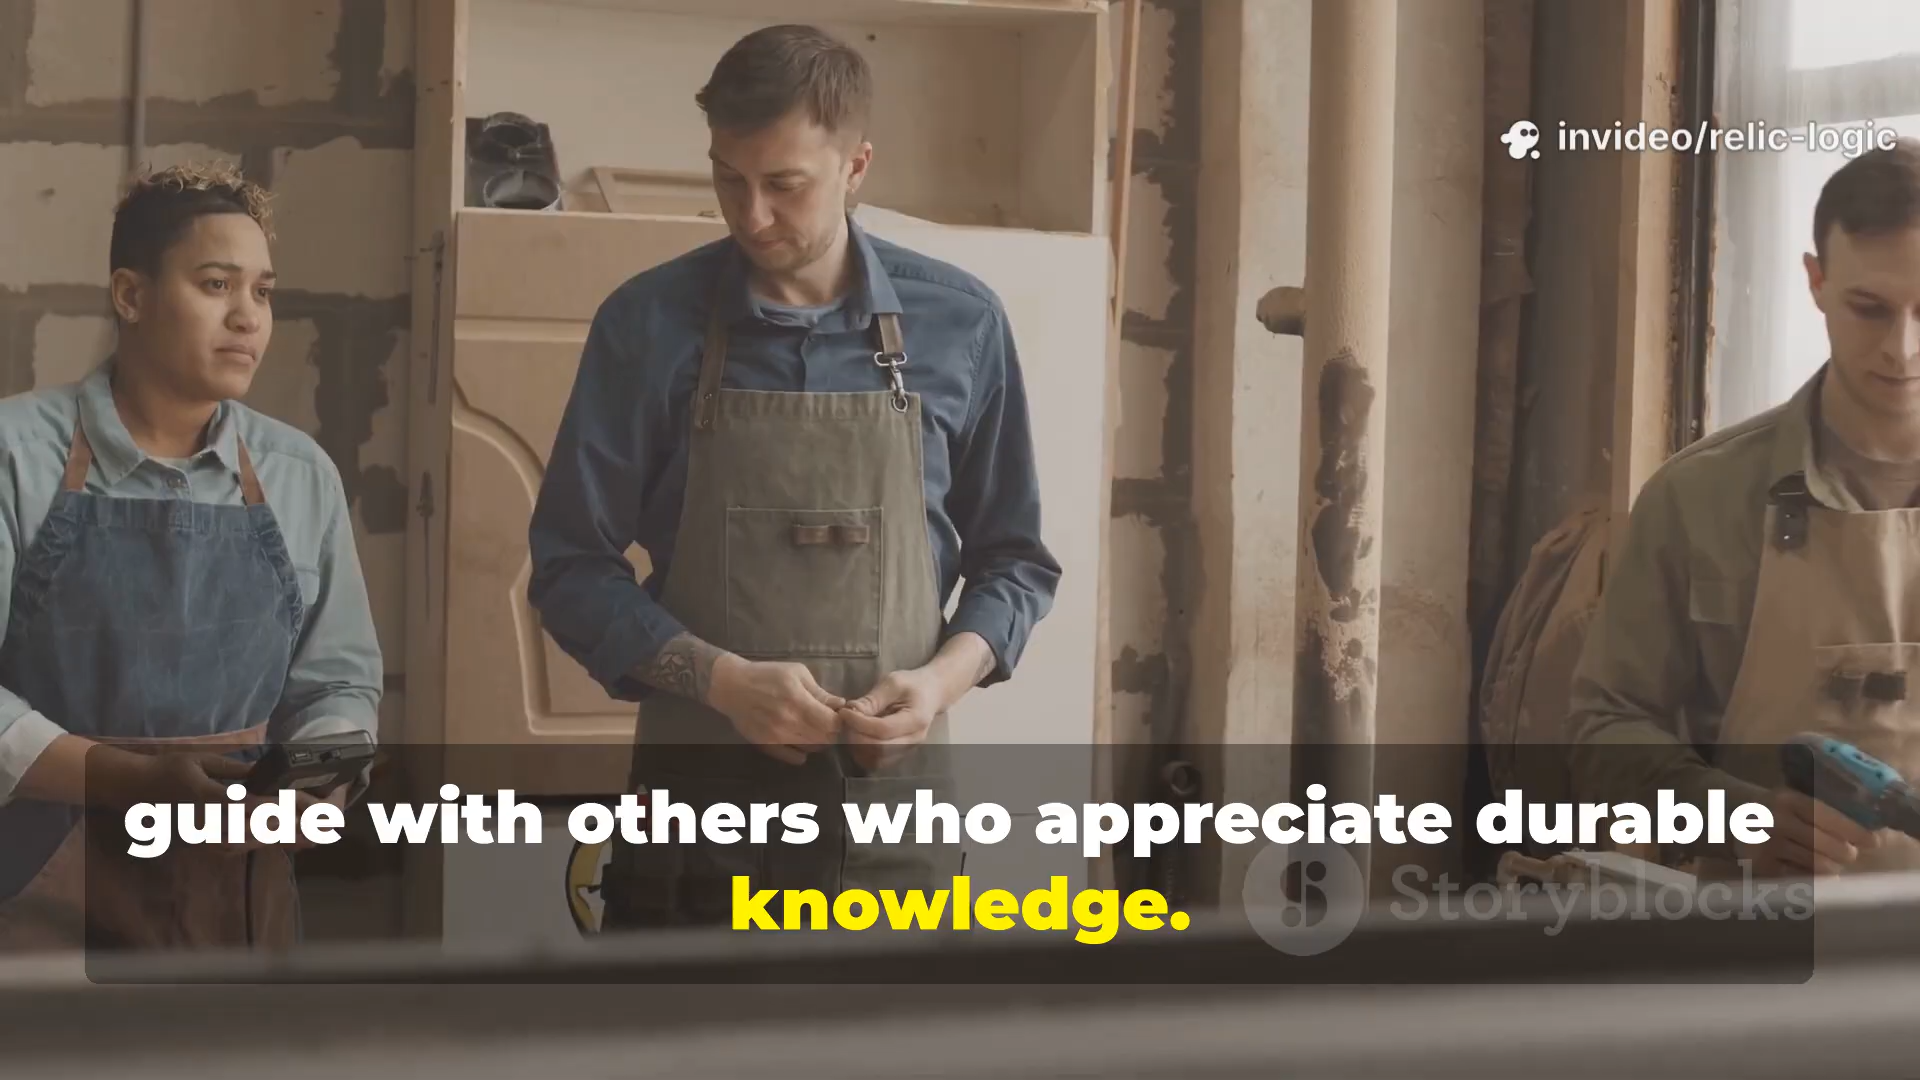 invideo/relic-logic
guide with others who appreciate durable
knowledge.
Storyblocks